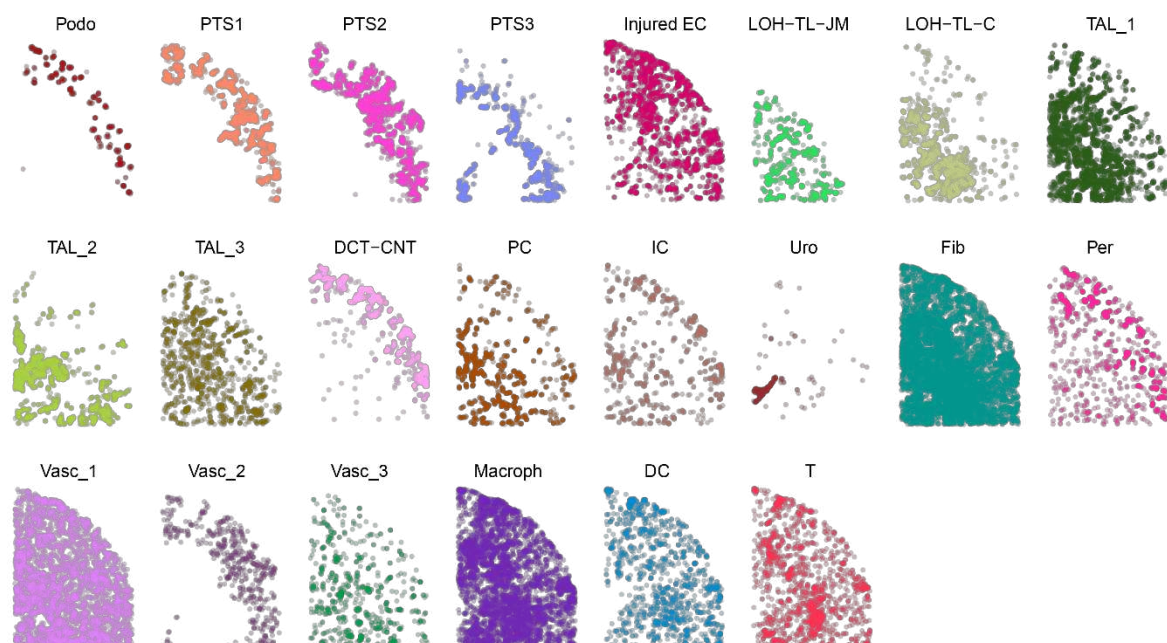 Podo PTS1 PTS2 PTS3 Injured EC LOH−TL−JM LOH−TL−C TAL_1
TAL_2 TAL_3 DCT−CNT PC IC Uro Fib Per
Vasc_1 Vasc_2 Vasc_3 Macroph DC T